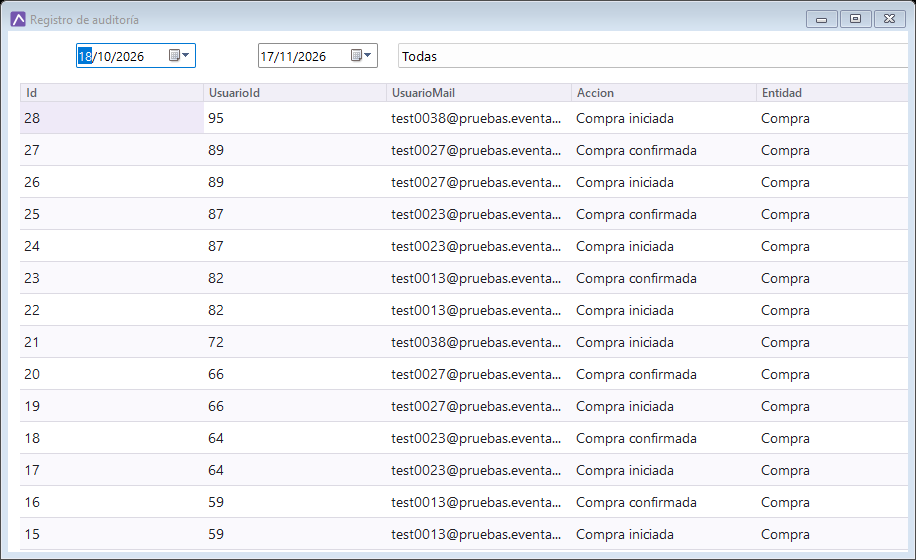 Registro de auditoría
18/10/2026 17/11/2026 Todas
Id UsuarioId UsuarioMail Accion Entidad
28 95 test0038@pruebas.eventa... Compra iniciada Compra
27 89 test0027@pruebas.eventa... Compra confirmada Compra
26 89 test0027@pruebas.eventa... Compra iniciada Compra
25 87 test0023@pruebas.eventa... Compra confirmada Compra
24 87 test0023@pruebas.eventa... Compra iniciada Compra
23 82 test0013@pruebas.eventa... Compra confirmada Compra
22 82 test0013@pruebas.eventa... Compra iniciada Compra
21 72 test0038@pruebas.eventa... Compra iniciada Compra
20 66 test0027@pruebas.eventa... Compra confirmada Compra
19 66 test0027@pruebas.eventa... Compra iniciada Compra
18 64 test0023@pruebas.eventa... Compra confirmada Compra
17 64 test0023@pruebas.eventa... Compra iniciada Compra
16 59 test0013@pruebas.eventa... Compra confirmada Compra
15 59 test0013@pruebas.eventa... Compra iniciada Compra